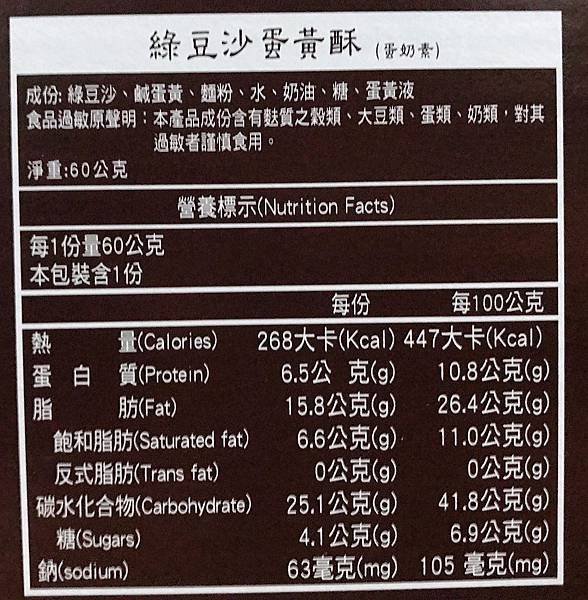 綠豆沙蛋黃酥 (蛋奶素)
成份: 綠豆沙、鹹蛋黃、麵粉、水、奶油、糖、蛋黃液
食品過敏原聲明：本產品成份含有麩質之穀類、大豆類、蛋類、奶類，對其
過敏者謹慎食用。
淨重:60公克
營養標示(Nutrition Facts)
每1份量60公克
本包裝含1份
每份 每100公克
熱 量(Calories) 268大卡(Kcal) 447大卡(Kcal)
蛋 白 質(Protein) 6.5公 克(g) 10.8公克(g)
脂 肪(Fat) 15.8公克(g) 26.4公克(g)
飽和脂肪(Saturated fat) 6.6公克(g) 11.0公克(g)
反式脂肪(Trans fat) 0公克(g) 0公克(g)
碳水化合物(Carbohydrate) 25.1公克(g) 41.8公克(g)
糖(Sugars) 4.1公克(g) 6.9公克(g)
鈉(sodium) 63毫克(mg) 105 毫克(mg)